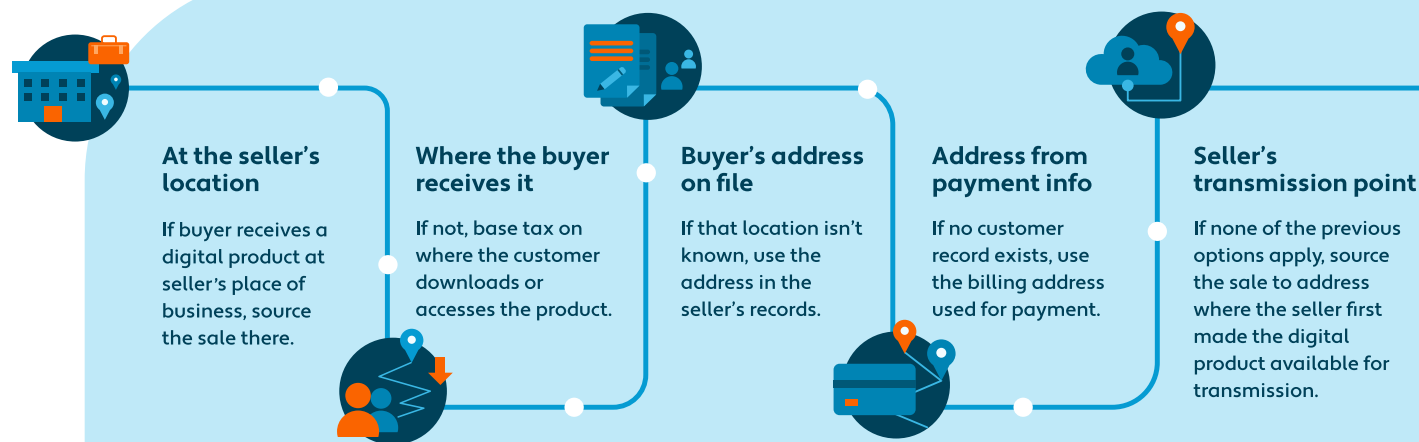 At the seller's
location
If buyer receives a
digital product at
seller's place of
business, source
the sale there.
Where the buyer
receives it
If not, base tax on
where the customer
downloads or
accesses the product.
Buyer's address
on file
If that location isn't
known, use the
address in the
seller's records.
Address from
payment info
If no customer
record exists, use
the billing address
used for payment.
Seller's
transmission point
If none of the previous
options apply, source
the sale to address
where the seller first
made the digital
product available for
transmission.